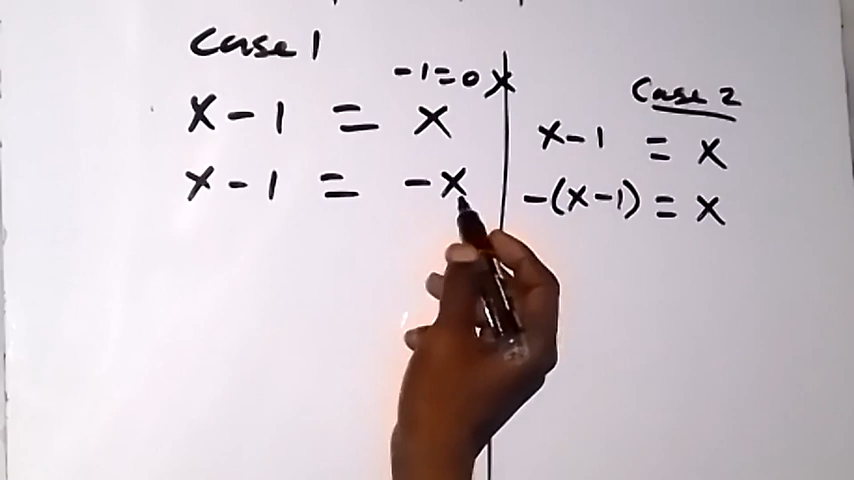 Case 1
-1=0 X
x-1 = x
x-1 = -x
Case 2
x-1 = x
-(x-1) = x